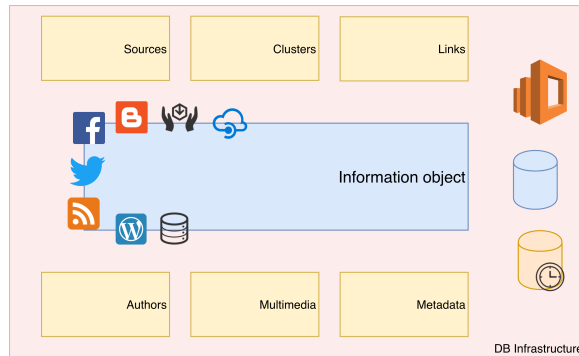 Sources
Clusters
Links
Information object
Authors
Multimedia
Metadata
DB Infrastructure